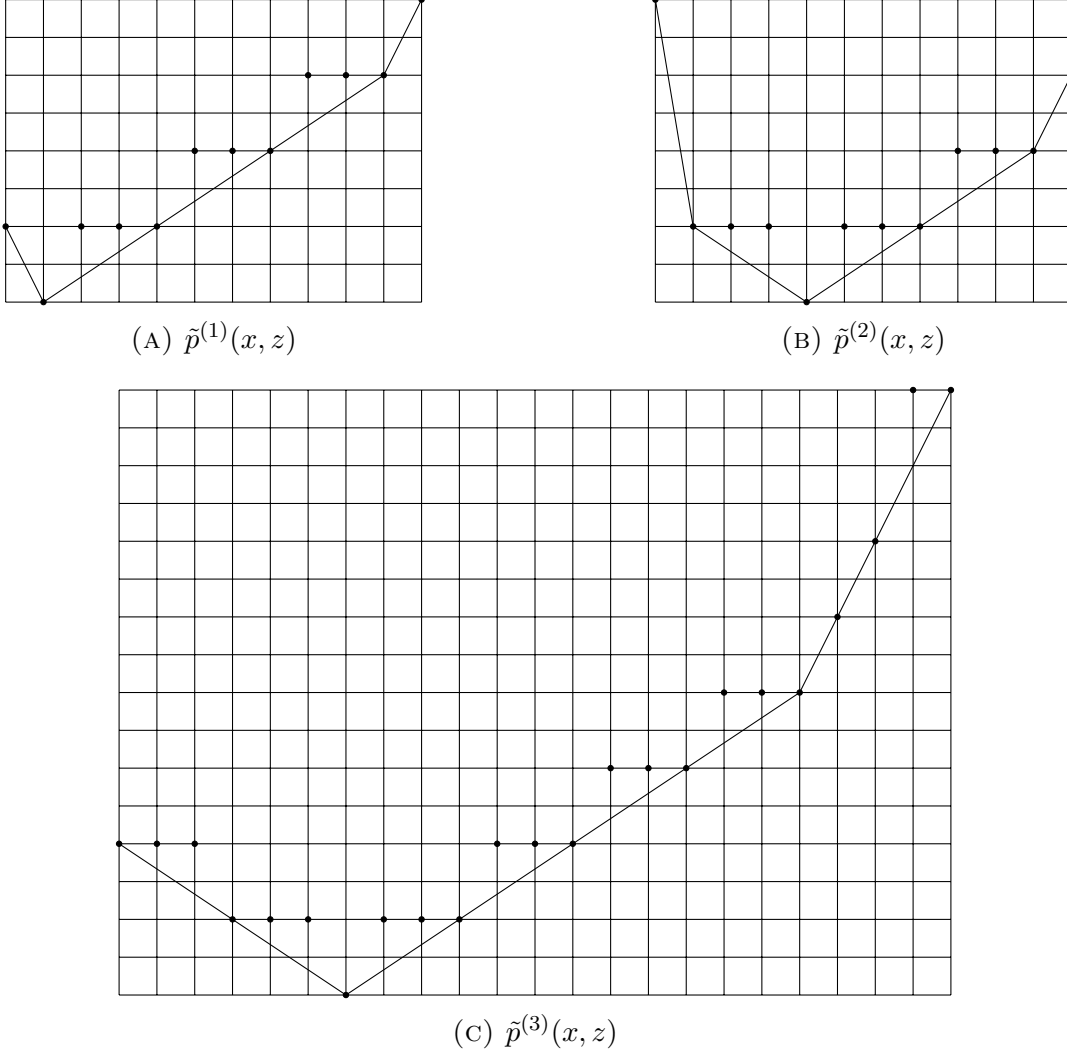 (A) p̃⁽¹⁾(x, z)
(B) p̃⁽²⁾(x, z)
(C) p̃⁽³⁾(x, z)